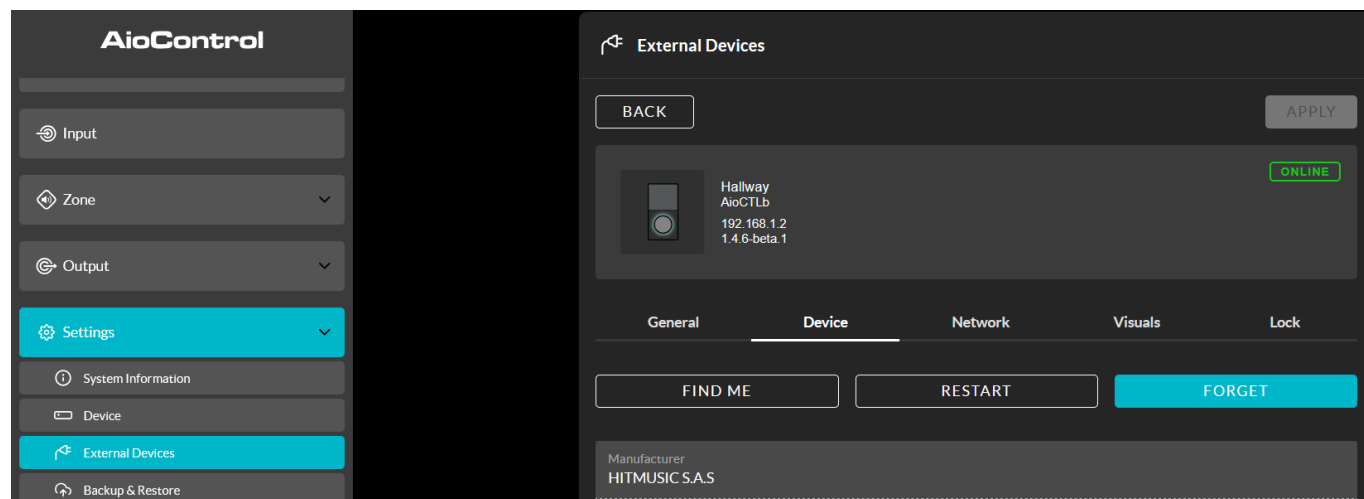 AioControl
Input
Zone
Output
Settings
System Information
Device
External Devices
Backup & Restore
External Devices
BACK
APPLY
Hallway
AioCTLb
192.168.1.2
1.4.6-beta.1
ONLINE
General Device Network Visuals Lock
FIND ME RESTART FORGET
Manufacturer
HITMUSIC S.A.S